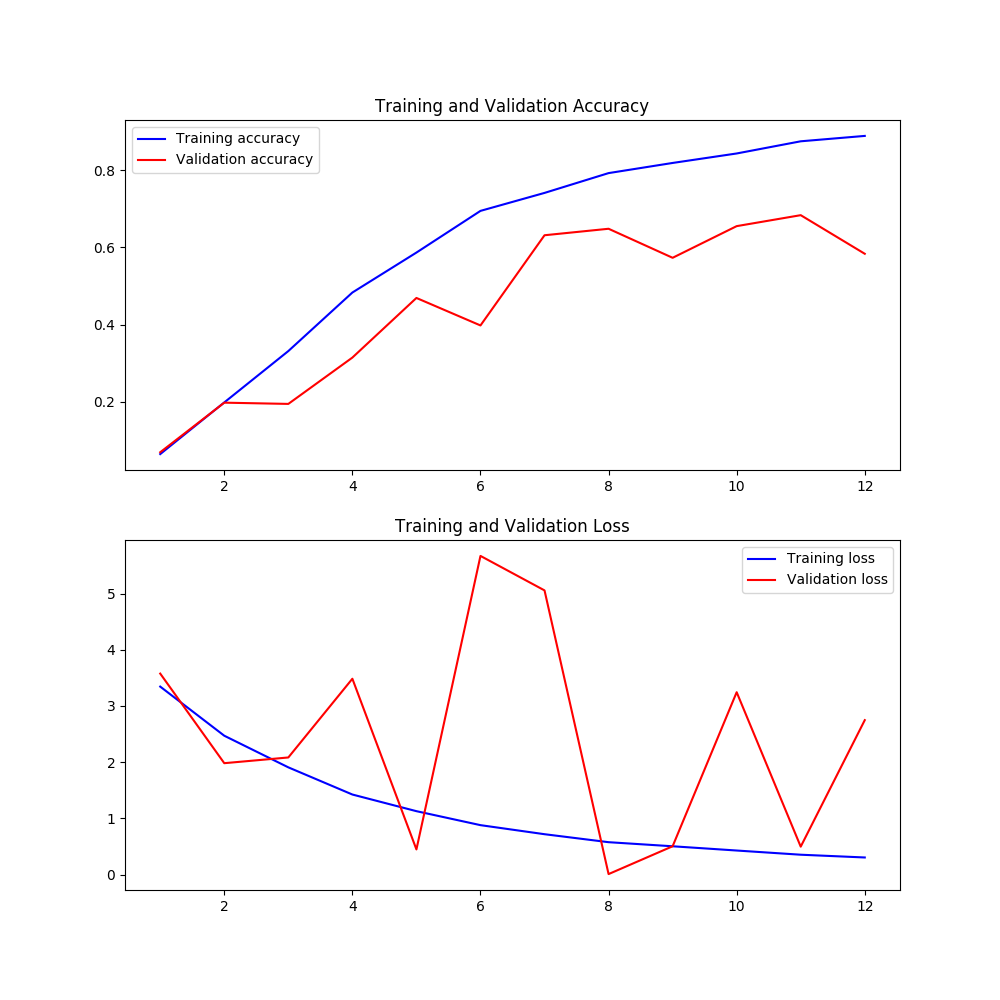 Training and Validation Accuracy
Training accuracy
Validation accuracy
0.8
0.6
0.4
0.2
2 4 6 8 10 12
Training and Validation Loss
Training loss
Validation loss
5
4
3
2
1
0
2 4 6 8 10 12